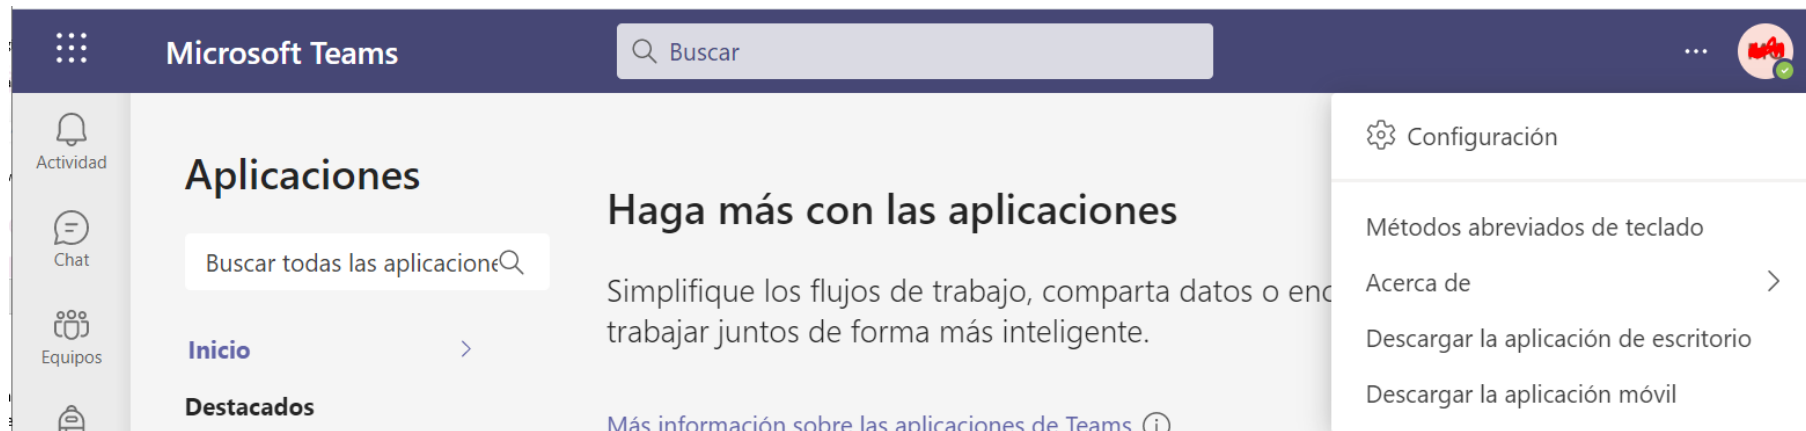 Microsoft Teams
Buscar
Actividad
Chat
Equipos
Aplicaciones
Buscar todas las aplicacione
Inicio
Destacados
Haga más con las aplicaciones
Simplifique los flujos de trabajo, comparta datos o enc
trabajar juntos de forma más inteligente.
Más información sobre las aplicaciones de Teams
Configuración
Métodos abreviados de teclado
Acerca de
Descargar la aplicación de escritorio
Descargar la aplicación móvil